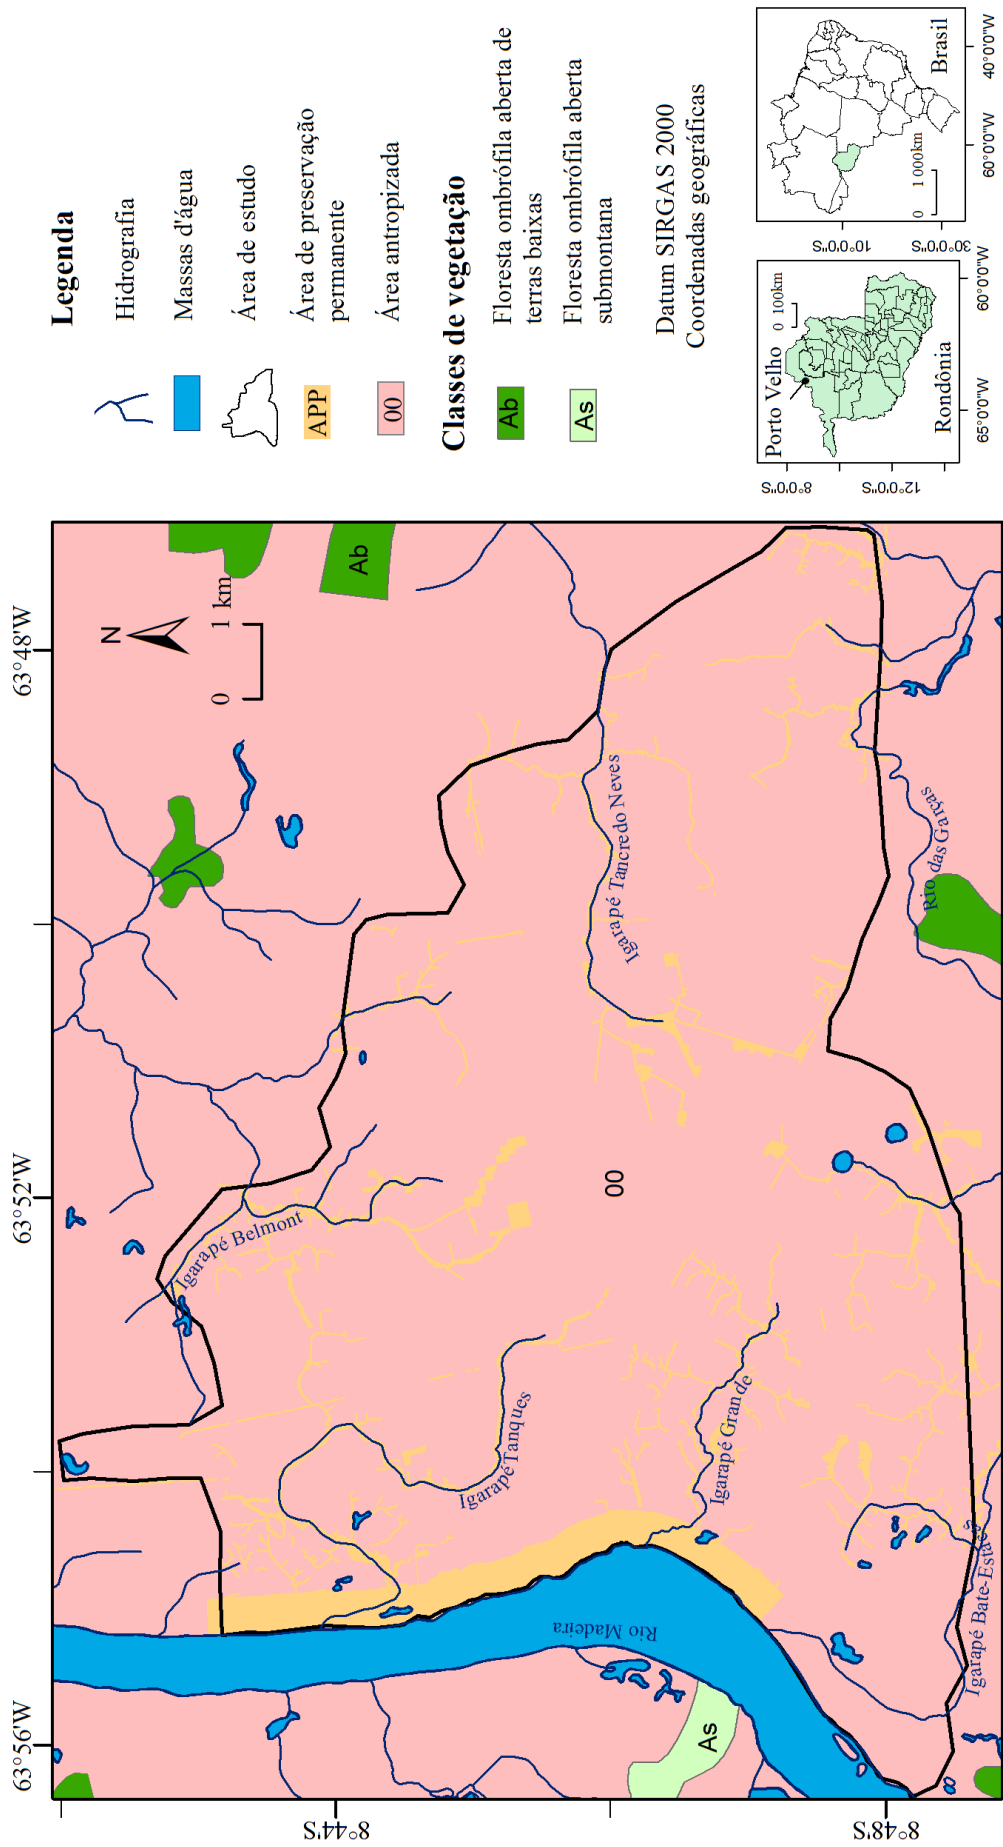 63°56'W
63°52'W
63°48'W
8°44'S
8°48'S
N
0 1 km
Ab
Igarapé Belmont
Igarapé Tanques
Igarapé Tancredo Neves
00
Igarapé Grande
Rio Madeira
As
Rio das Garças
Igarapé Bate-Estacas
Legenda
Hidrografia
Massas d'água
Área de estudo
APP
Área de preservação
permanente
00
Área antropizada
Classes de vegetação
Ab
Floresta ombrófila aberta de
terras baixas
As
Floresta ombrófila aberta
submontana
Datum SIRGAS 2000
Coordenadas geográficas
Porto Velho
0 100km
Rondônia
8°0'0"S
12°0'0"S
65°0'0"W
60°0'0"W
0 1 000km
Brasil
10°0'0"S
30°0'0"S
60°0'0"W
40°0'0"W